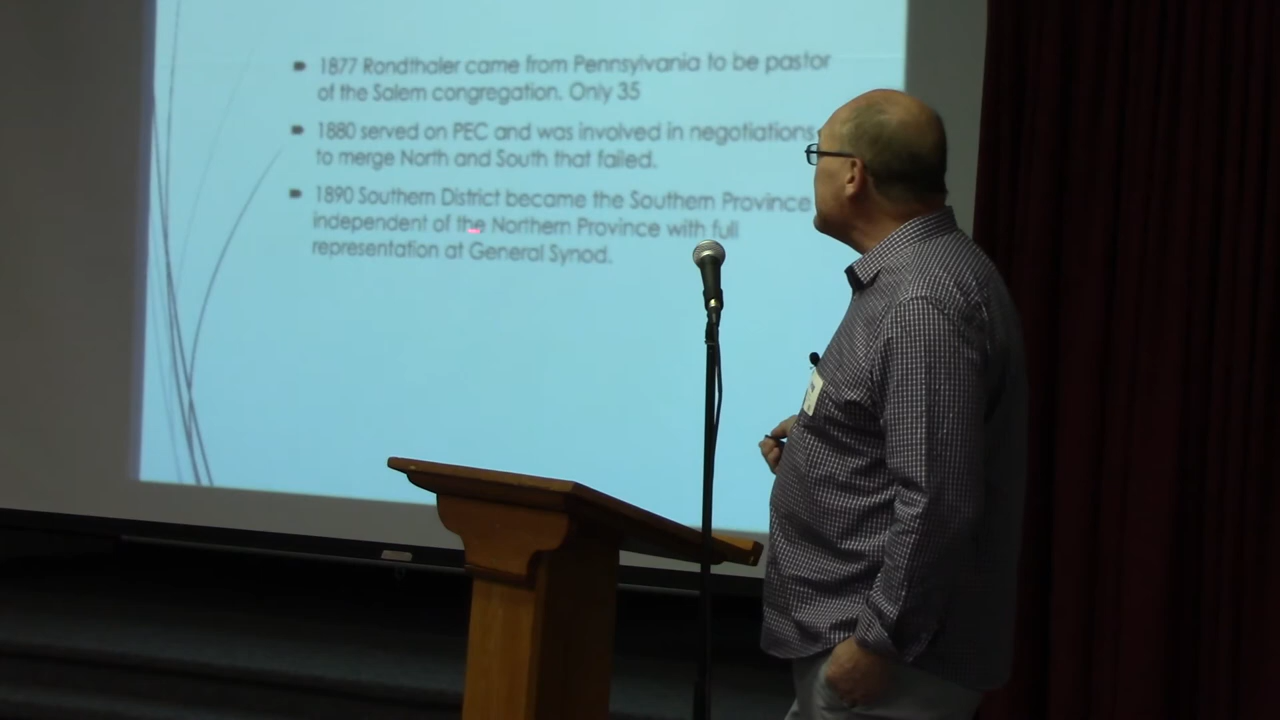 1877 Rondthaler came from Pennsylvania to be pastor
of the Salem congregation. Only 35
1880 served on PEC and was involved in negotiations
to merge North and South that failed.
1890 Southern District became the Southern Province
independent of the Northern Province with full
representation at General Synod.